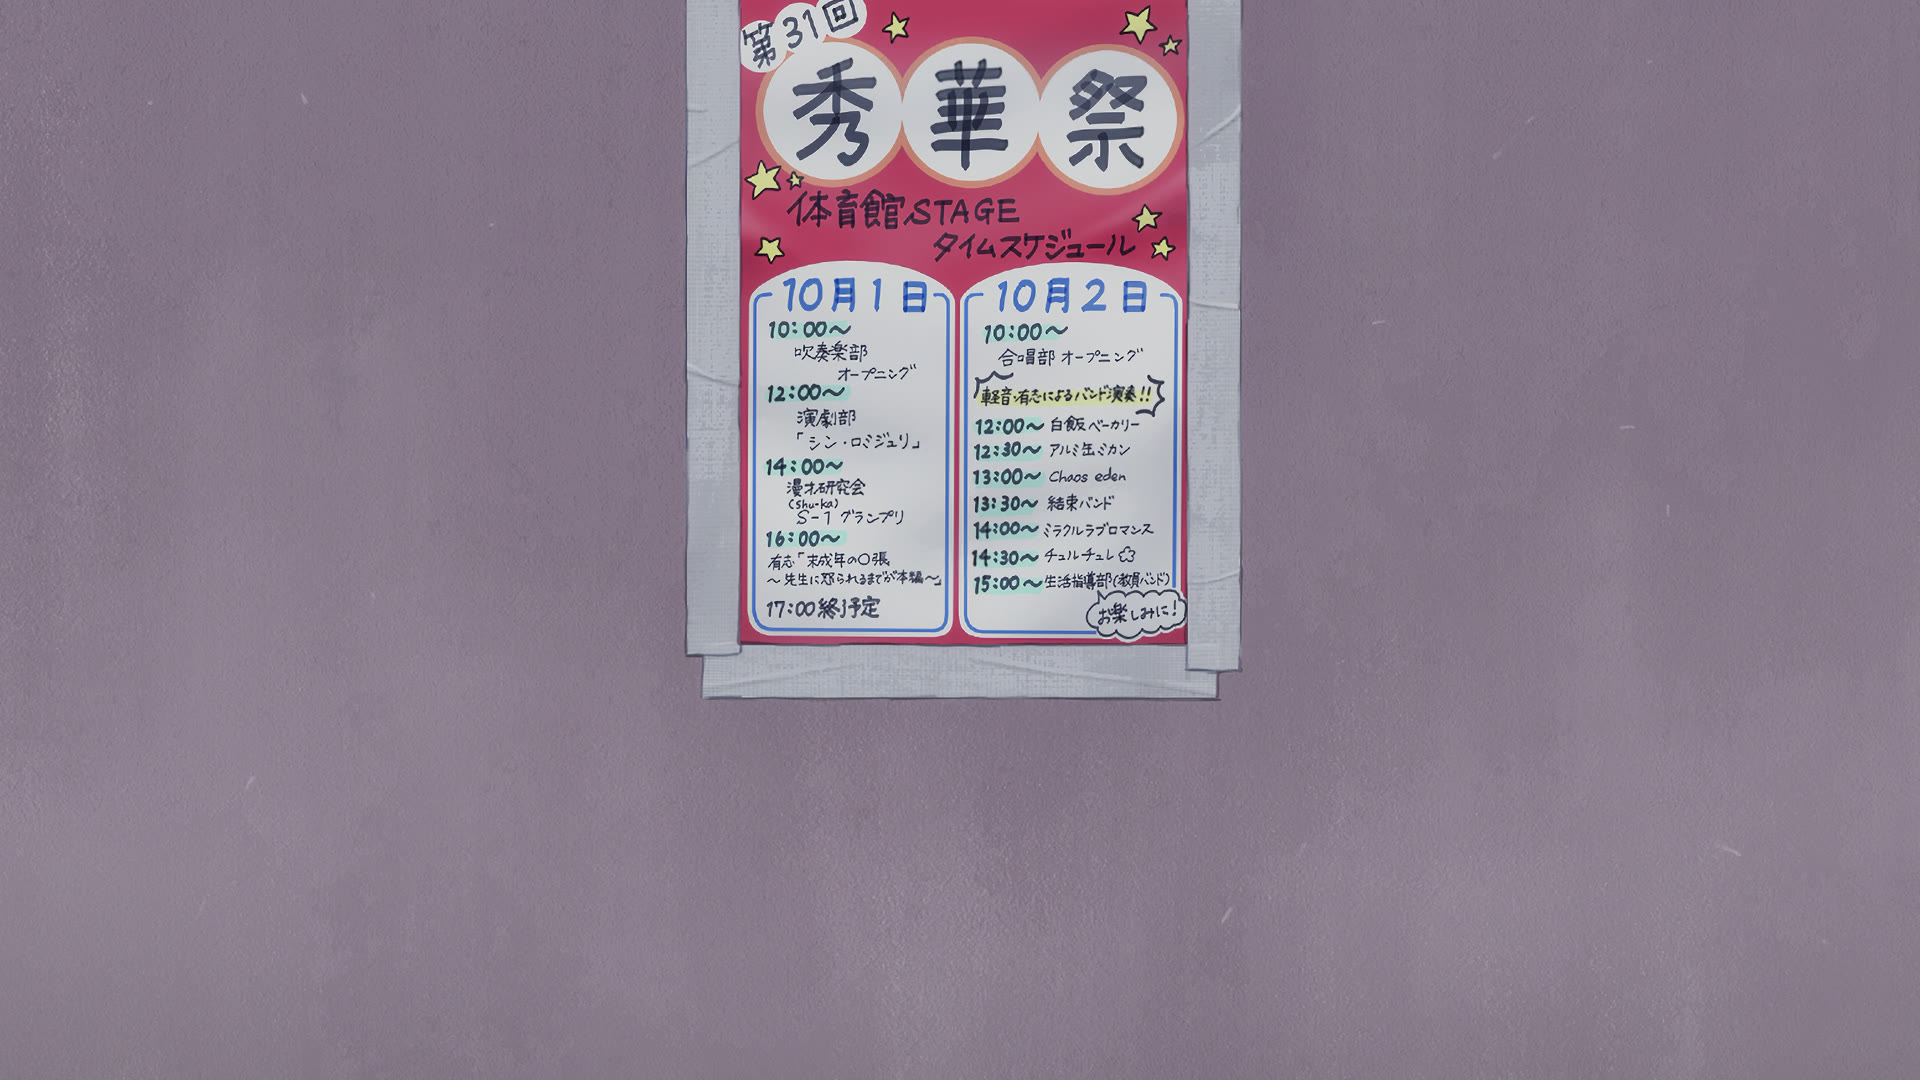 第31回
秀華祭
体育館STAGE
タイムスケジュール
10月1日
10:00〜
吹奏楽部
オープニング
12:00〜
演劇部
「シン・ロミジュリ」
14:00〜
漫才研究会
(shu-ka)
S-1グランプリ
16:00〜
有志「未成年の〇張
〜先生に怒られるまでが本編〜」
17:00終了予定
10月2日
10:00〜
合唱部 オープニング
軽音・有志によるバンド演奏!!
12:00〜 白飯ベーカリー
12:30〜 アルミ缶ミカン
13:00〜 Chaos eden
13:30〜 結束バンド
14:00〜 ミラクルラブロマンス
14:30〜 チュルチュレ
15:00〜 生活指導部(教員バンド)
お楽しみに!